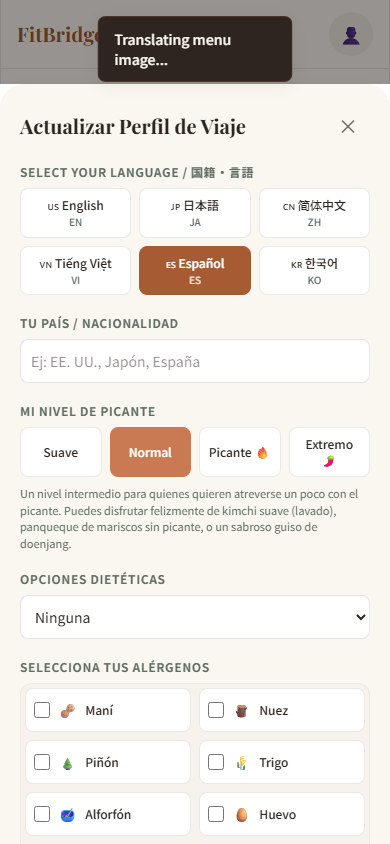 FitBridge
Translating menu
image...
Actualizar Perfil de Viaje
SELECT YOUR LANGUAGE / 国籍・言語
US English
EN
JP 日本語
JA
CN 简体中文
ZH
VN Tiếng Việt
VI
ES Español
ES
KR 한국어
KO
TU PAÍS / NACIONALIDAD
Ej: EE. UU., Japón, España
MI NIVEL DE PICANTE
Suave
Normal
Picante 🔥
Extremo
🌶️
Un nivel intermedio para quienes quieren atreverse un poco con el
picante. Puedes disfrutar felizmente de kimchi suave (lavado),
panqueque de mariscos sin picante, o un sabroso guiso de
doenjang.
OPCIONES DIETÉTICAS
Ninguna
SELECCIONA TUS ALÉRGENOS
Maní
Nuez
Piñón
Trigo
Alforfón
Huevo